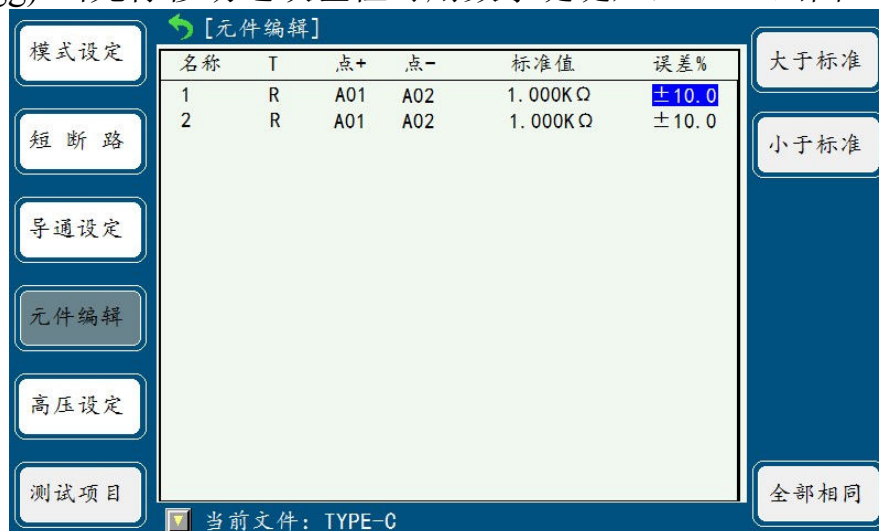 [元件编辑]
模式设定
短 断 路
导通设定
元件编辑
高压设定
测试项目
名称 T 点+ 点- 标准值 误差%
1 R A01 A02 1.000KΩ ±10.0
2 R A01 A02 1.000KΩ ±10.0
大于标准
小于标准
全部相同
当前文件: TYPE-C